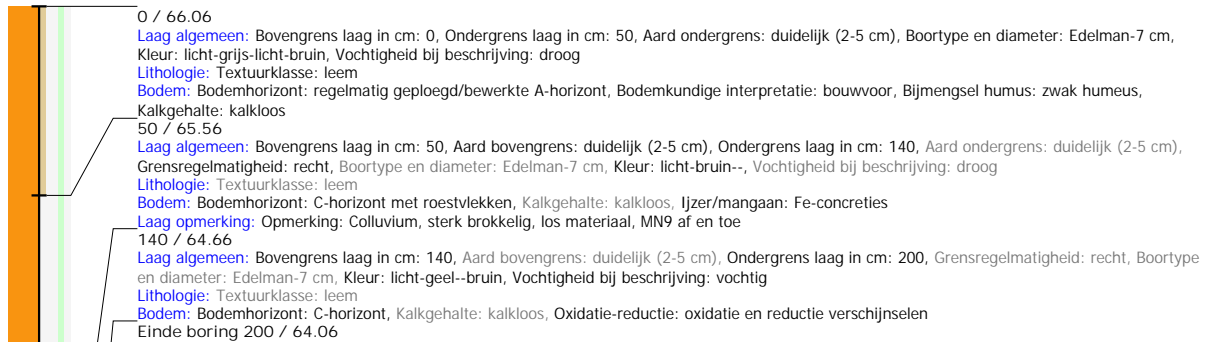 0 / 66.06
Laag algemeen: Bovengrens laag in cm: 0, Ondergrens laag in cm: 50, Aard ondergrens: duidelijk (2-5 cm), Boortype en diameter: Edelman-7 cm,
Kleur: licht-grijs-licht-bruin, Vochtigheid bij beschrijving: droog
Lithologie: Textuurklasse: leem
Bodem: Bodemhorizont: regelmatig geploegd/bewerkte A-horizont, Bodemkundige interpretatie: bouwvoor, Bijmengsel humus: zwak humeus,
Kalkgehalte: kalkloos
50 / 65.56
Laag algemeen: Bovengrens laag in cm: 50, Aard bovengrens: duidelijk (2-5 cm), Ondergrens laag in cm: 140, Aard ondergrens: duidelijk (2-5 cm),
Grensregelmatigheid: recht, Boortype en diameter: Edelman-7 cm, Kleur: licht-bruin--, Vochtigheid bij beschrijving: droog
Lithologie: Textuurklasse: leem
Bodem: Bodemhorizont: C-horizont met roestvlekken, Kalkgehalte: kalkloos, Ijzer/mangaan: Fe-concreties
Laag opmerking: Opmerking: Colluvium, sterk brokkelig, los materiaal, MN9 af en toe
140 / 64.66
Laag algemeen: Bovengrens laag in cm: 140, Aard bovengrens: duidelijk (2-5 cm), Ondergrens laag in cm: 200, Grensregelmatigheid: recht, Boortype
en diameter: Edelman-7 cm, Kleur: licht-geel--bruin, Vochtigheid bij beschrijving: vochtig
Lithologie: Textuurklasse: leem
Bodem: Bodemhorizont: C-horizont, Kalkgehalte: kalkloos, Oxidatie-reductie: oxidatie en reductie verschijnselen
Einde boring 200 / 64.06